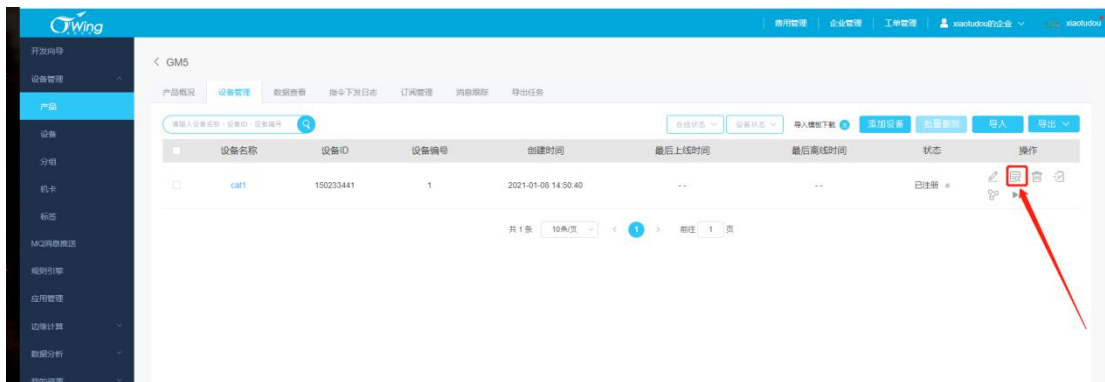 CTWing
费用管理 企业管理 工单管理 xiaotudou的企业 xiaotudou
开发向导
设备管理
产品
设备
分组
机卡
标签
MQ消息推送
规则引擎
应用管理
边缘计算
数据分析
我的资源
< GM5
产品概况 设备管理 数据查看 指令下发日志 订阅管理 消息跟踪 导出任务
请输入设备名称、设备ID、设备编号 在线状态 设备状态 导入模板下载 添加设备 批量删除 导入 导出
设备名称 设备ID 设备编号 创建时间 最后上线时间 最后离线时间 状态 操作
cat1 150233441 1 2021-01-08 14:50:40 -- -- 已注册
共 1 条 10条/页 < 1 > 前往 1 页